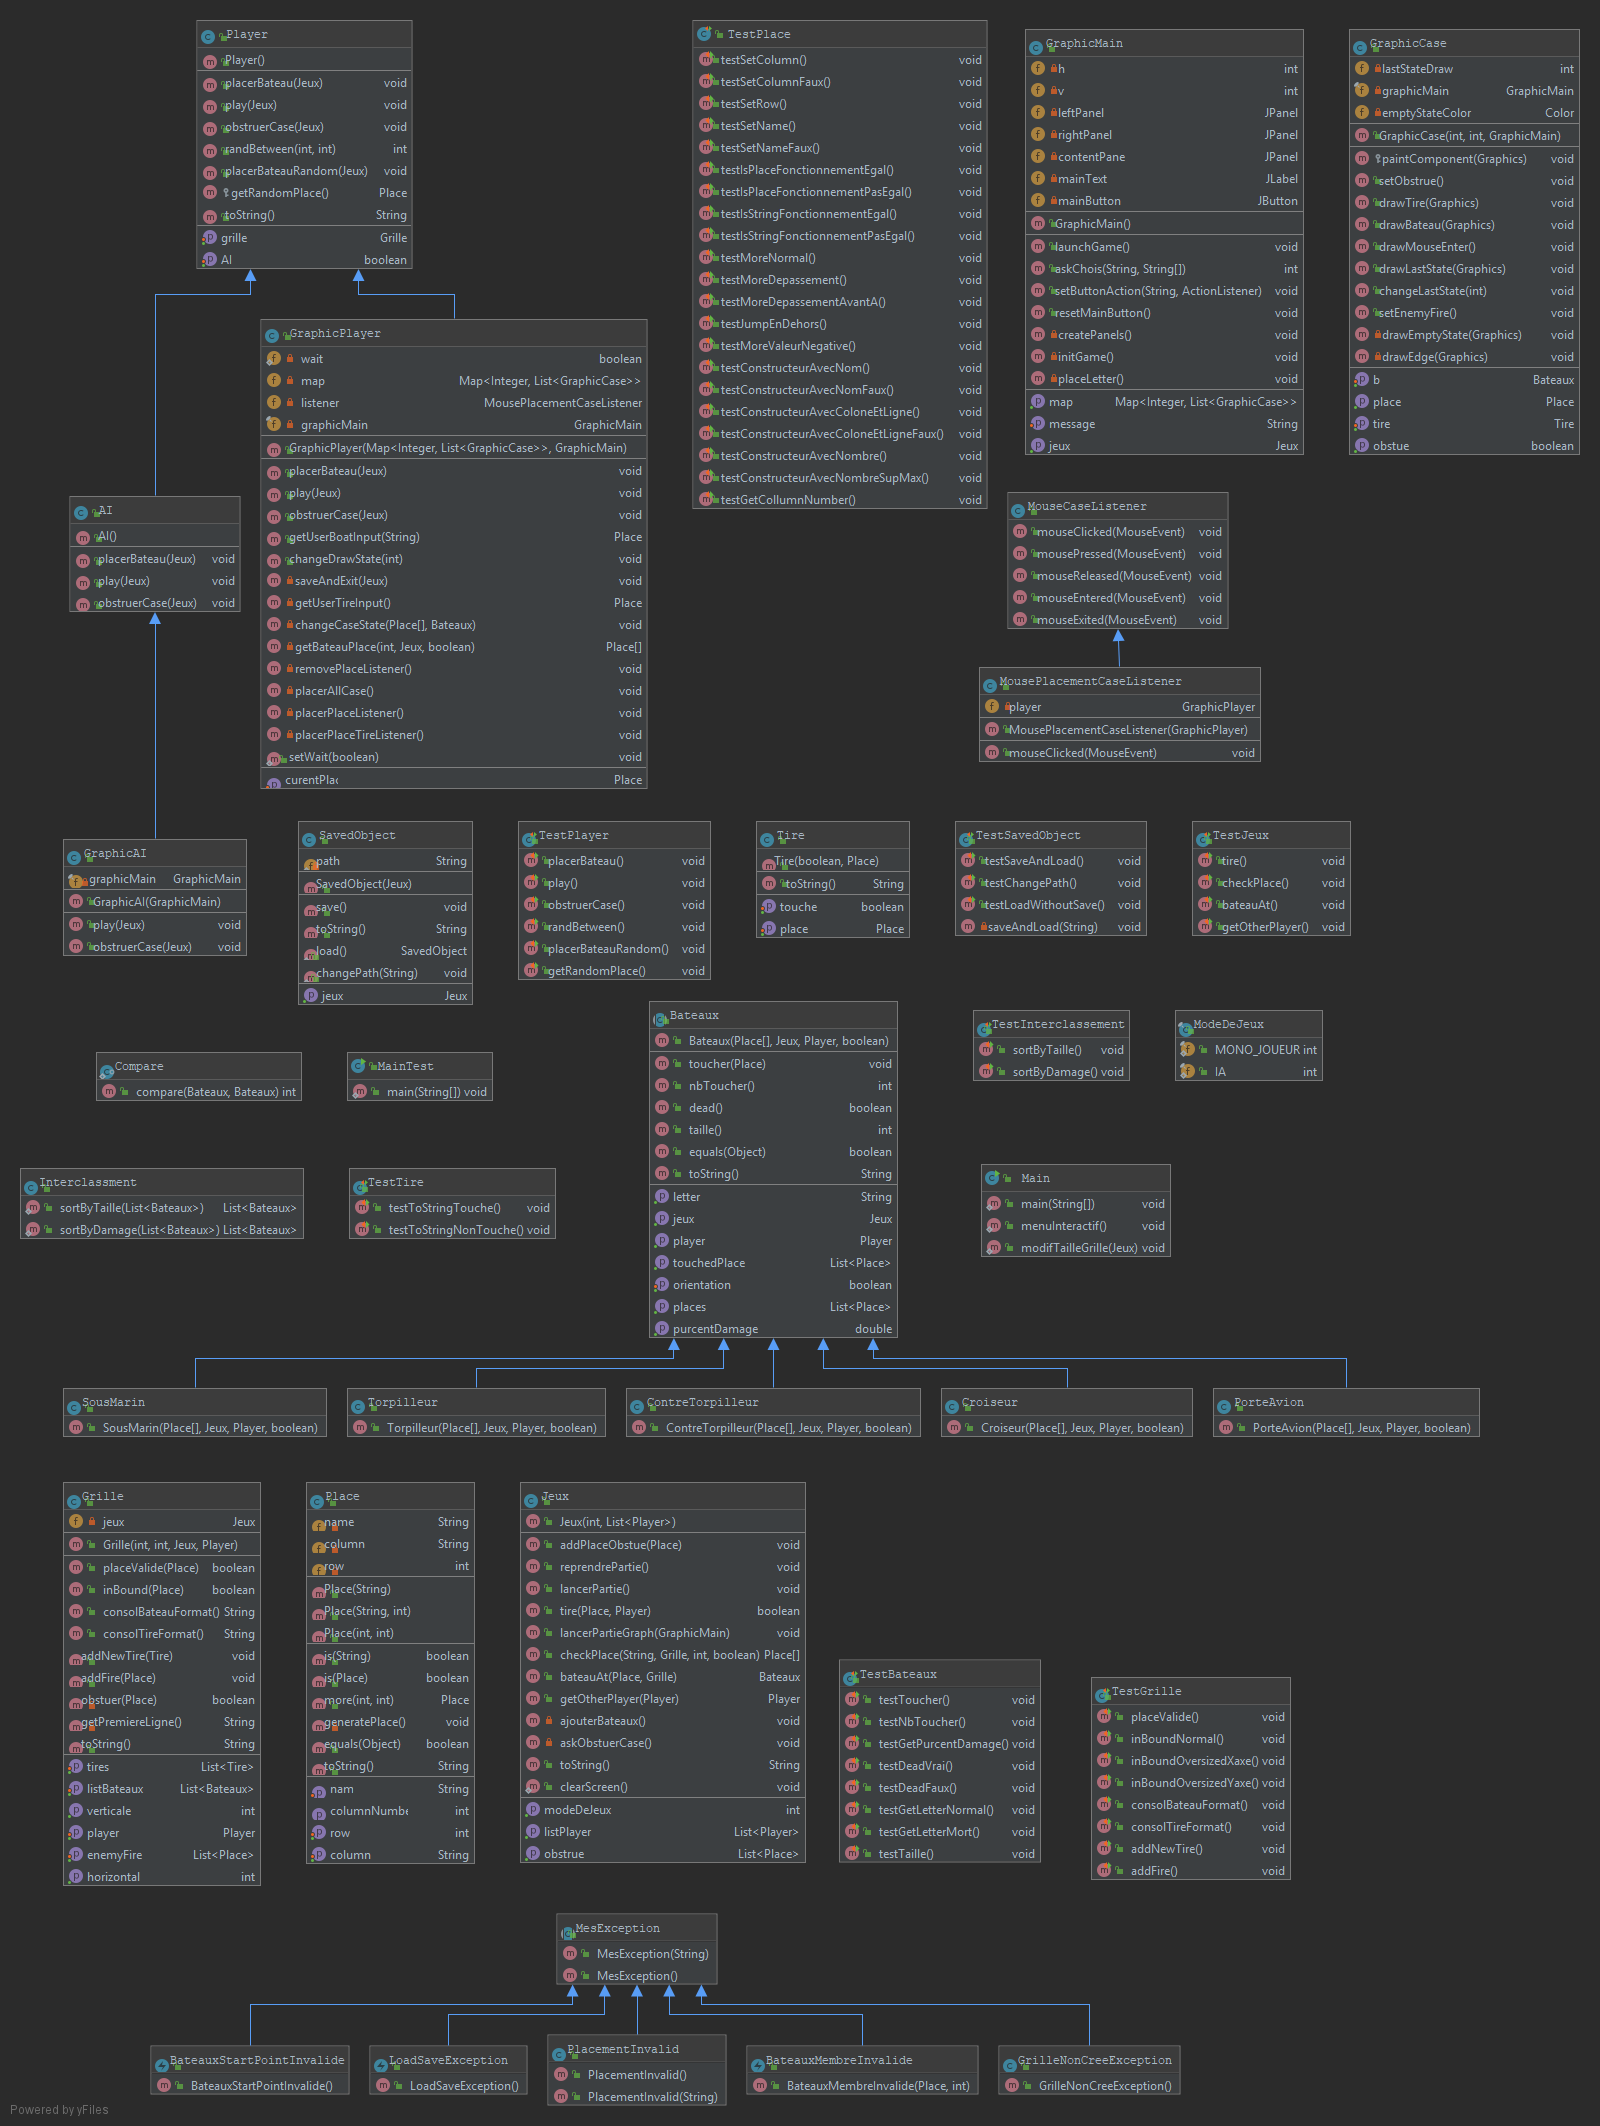 Player
Player()
placerBateau(Jeux) void
play(Jeux) void
obstruerCase(Jeux) void
randBetween(int, int) int
placerBateauRandom(Jeux) void
getRandomPlace() Place
toString() String
grille Grille
AI boolean
TestPlace
testSetColumn() void
testSetColumnFaux() void
testSetRow() void
testSetName() void
testSetNameFaux() void
testIsPlaceFonctionnementEgal() void
testIsPlaceFonctionnementPasEgal() void
testIsStringFonctionnementEgal() void
testIsStringFonctionnementPasEgal() void
testMoreNormal() void
testMoreDepassement() void
testMoreDepassementAvantA() void
testJumpEnDehors() void
testMoreValeurNegative() void
testConstructeurAvecNom() void
testConstructeurAvecNomFaux() void
testConstructeurAvecColoneEtLigne() void
testConstructeurAvecColoneEtLigneFaux() void
testConstructeurAvecNombre() void
testConstructeurAvecNombreSupMax() void
testGetCollumnNumber() void
GraphicMain
h int
v int
leftPanel JPanel
rightPanel JPanel
contentPane JPanel
mainText JLabel
mainButton JButton
GraphicMain()
launchGame() void
askChois(String, String[]) int
setButtonAction(String, ActionListener) void
resetMainButton() void
createPanels() void
initGame() void
placeLetter() void
map Map<Integer, List<GraphicCase>>
message String
jeux Jeux
GraphicCase
lastStateDraw int
graphicMain GraphicMain
emptyStateColor Color
GraphicCase(int, int, GraphicMain)
paintComponent(Graphics) void
setObstrue() void
drawTire(Graphics) void
drawBateau(Graphics) void
drawMouseEnter() void
drawLastState(Graphics) void
changeLastState(int) void
setEnemyFire() void
drawEmptyState(Graphics) void
drawEdge(Graphics) void
b Bateaux
place Place
tire Tire
obstue boolean
GraphicPlayer
wait boolean
map Map<Integer, List<GraphicCase>>
listener MousePlacementCaseListener
graphicMain GraphicMain
GraphicPlayer(Map<Integer, List<GraphicCase>>, GraphicMain)
placerBateau(Jeux) void
play(Jeux) void
obstruerCase(Jeux) void
getUserBoatInput(String) Place
changeDrawState(int) void
saveAndExit(Jeux) void
getUserTireInput() Place
changeCaseState(Place[], Bateaux) void
getBateauPlace(int, Jeux, boolean) Place[]
removePlaceListener() void
placerAllCase() void
placerPlaceListener() void
placerPlaceTireListener() void
setWait(boolean) void
curentPlac Place
AI
AI()
placerBateau(Jeux) void
play(Jeux) void
obstruerCase(Jeux) void
MouseCaseListener
mouseClicked(MouseEvent) void
mousePressed(MouseEvent) void
mouseReleased(MouseEvent) void
mouseEntered(MouseEvent) void
mouseExited(MouseEvent) void
MousePlacementCaseListener
player GraphicPlayer
MousePlacementCaseListener(GraphicPlayer)
mouseClicked(MouseEvent) void
GraphicAI
graphicMain GraphicMain
GraphicAI(GraphicMain)
play(Jeux) void
obstruerCase(Jeux) void
SavedObject
path String
SavedObject(Jeux)
save() void
toString() String
load() SavedObject
changePath(String) void
jeux Jeux
TestPlayer
placerBateau() void
play() void
obstruerCase() void
randBetween() void
placerBateauRandom() void
getRandomPlace() void
Tire
Tire(boolean, Place)
toString() String
touche boolean
place Place
TestSavedObject
testSaveAndLoad() void
testChangePath() void
testLoadWithoutSave() void
saveAndLoad(String) void
TestJeux
tire() void
checkPlace() void
bateauAt() void
getOtherPlayer() void
Bateaux
Bateaux(Place[], Jeux, Player, boolean)
toucher(Place) void
nbToucher() int
dead() boolean
taille() int
equals(Object) boolean
toString() String
letter String
jeux Jeux
player Player
touchedPlace List<Place>
orientation boolean
places List<Place>
purcentDamage double
TestInterclassement
sortByTaille() void
sortByDamage() void
ModeDeJeux
MONO_JOUEUR int
IA int
Compare
compare(Bateaux, Bateaux) int
MainTest
main(String[]) void
Interclassment
sortByTaille(List<Bateaux>) List<Bateaux>
sortByDamage(List<Bateaux>) List<Bateaux>
TestTire
testToStringTouche() void
testToStringNonTouche() void
Main
main(String[]) void
menuInteractif() void
modifTailleGrille(Jeux) void
SousMarin
SousMarin(Place[], Jeux, Player, boolean)
Torpilleur
Torpilleur(Place[], Jeux, Player, boolean)
ContreTorpilleur
ContreTorpilleur(Place[], Jeux, Player, boolean)
Croiseur
Croiseur(Place[], Jeux, Player, boolean)
PorteAvion
PorteAvion(Place[], Jeux, Player, boolean)
Grille
jeux Jeux
Grille(int, int, Jeux, Player)
placeValide(Place) boolean
inBound(Place) boolean
consolBateauFormat() String
consolTireFormat() String
addNewTire(Tire) void
addFire(Place) void
obstuer(Place) boolean
getPremiereLigne() String
toString() String
tires List<Tire>
listBateaux List<Bateaux>
verticale int
player Player
enemyFire List<Place>
horizontal int
Place
name String
column String
row int
Place(String)
Place(String, int)
Place(int, int)
is(String) boolean
is(Place) boolean
more(int, int) Place
generatePlace() void
equals(Object) boolean
toString() String
nam String
columnNumbe int
row int
column String
Jeux
Jeux(int, List<Player>)
addPlaceObstue(Place) void
reprendrePartie() void
lancerPartie() void
tire(Place, Player) boolean
lancerPartieGraph(GraphicMain) void
checkPlace(String, Grille, int, boolean) Place[]
bateauAt(Place, Grille) Bateaux
getOtherPlayer(Player) Player
ajouterBateaux() void
askObstuerCase() void
toString() String
clearScreen() void
modeDeJeux int
listPlayer List<Player>
obstrue List<Place>
TestBateaux
testToucher() void
testNbToucher() void
testGetPurcentDamage() void
testDeadVrai() void
testDeadFaux() void
testGetLetterNormal() void
testGetLetterMort() void
testTaille() void
TestGrille
placeValide() void
inBoundNormal() void
inBoundOversizedXaxe() void
inBoundOversizedYaxe() void
consolBateauFormat() void
consolTireFormat() void
addNewTire() void
addFire() void
MesException
MesException(String)
MesException()
BateauxStartPointInvalide
BateauxStartPointInvalide()
LoadSaveException
LoadSaveException()
PlacementInvalid
PlacementInvalid()
PlacementInvalid(String)
BateauxMembreInvalide
BateauxMembreInvalide(Place, int)
GrilleNonCreeException
GrilleNonCreeException()
Powered by yFiles